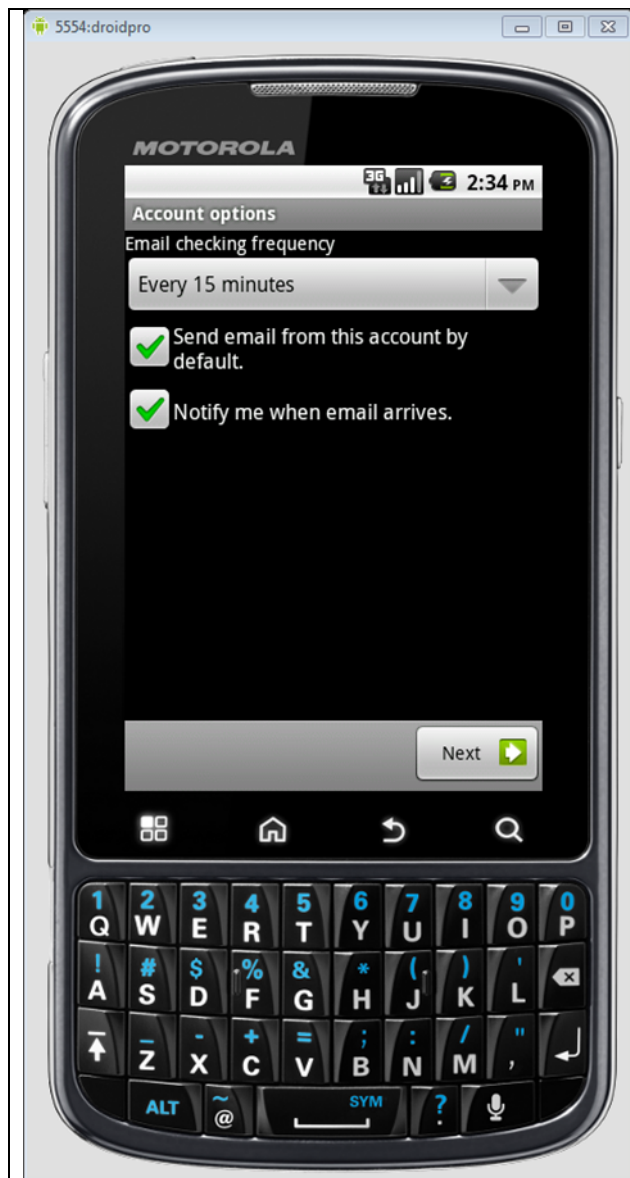 5554:droidpro
MOTOROLA
3G 2:34 PM
Account options
Email checking frequency
Every 15 minutes
Send email from this account by
default.
Notify me when email arrives.
Next
1 2 3 4 5 6 7 8 9 0
Q W E R T Y U I O P
! # $ % & * ( ) '
A S D F G H J K L
_ - + = ; : / "
Z X C V B N M ,
ALT ~ @ SYM ? .